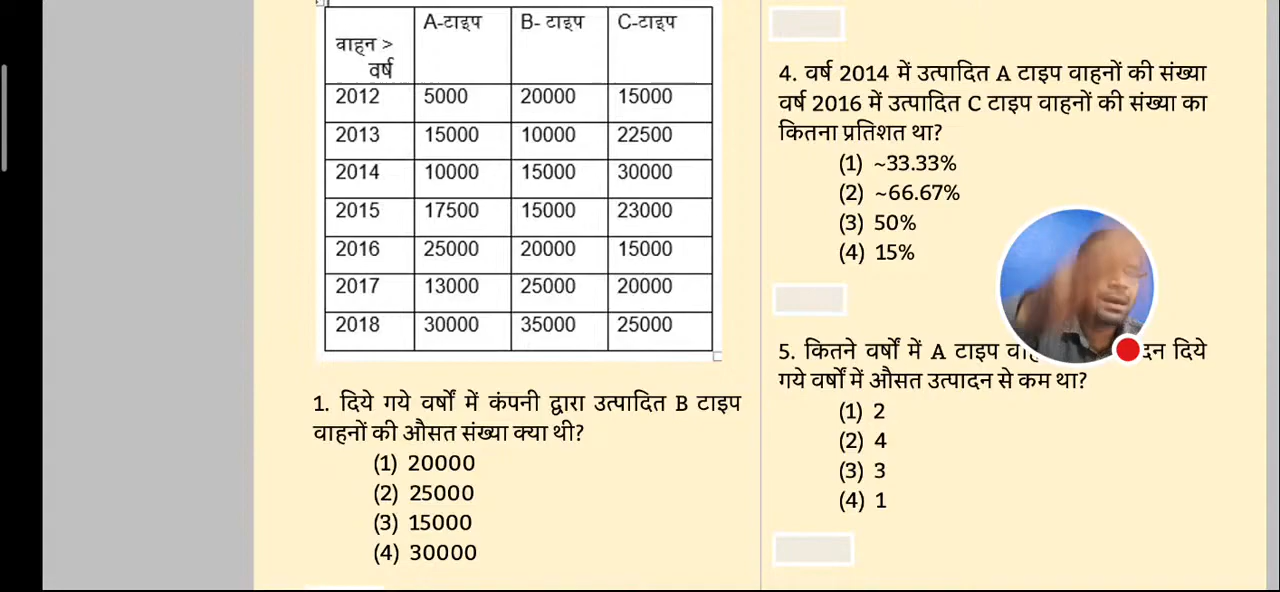 A-टाइप B- टाइप C-टाइप
वाहन >
वर्ष
2012 5000 20000 15000
2013 15000 10000 22500
2014 10000 15000 30000
2015 17500 15000 23000
2016 25000 20000 15000
2017 13000 25000 20000
2018 30000 35000 25000
1. दिये गये वर्षों में कंपनी द्वारा उत्पादित B टाइप
वाहनों की औसत संख्या क्या थी?
(1) 20000
(2) 25000
(3) 15000
(4) 30000
4. वर्ष 2014 में उत्पादित A टाइप वाहनों की संख्या
वर्ष 2016 में उत्पादित C टाइप वाहनों की संख्या का
कितना प्रतिशत था?
(1) ~33.33%
(2) ~66.67%
(3) 50%
(4) 15%
5. कितने वर्षों में A टाइप दिये
गये वर्षों में औसत उत्पादन से कम था?
(1) 2
(2) 4
(3) 3
(4) 1